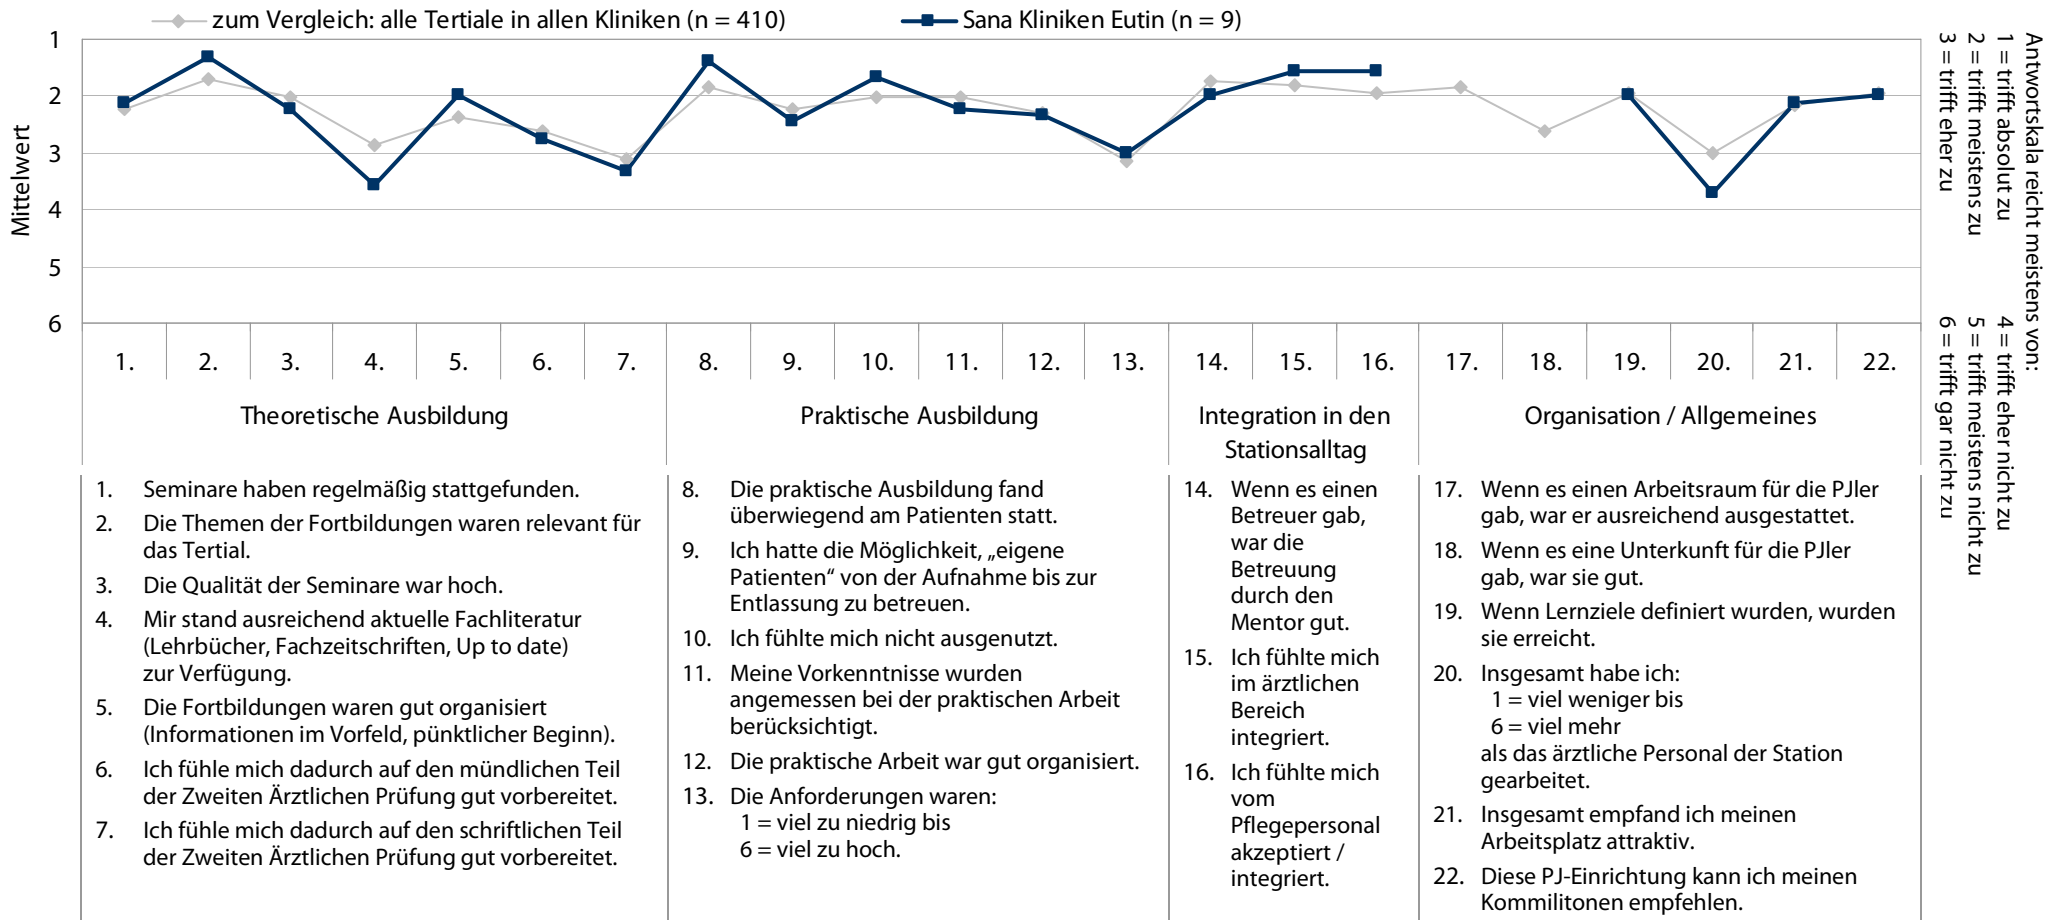 zum Vergleich: alle Tertiale in allen Kliniken (n = 410)
Sana Kliniken Eutin (n = 9)
Mittelwert
1
2
3
4
5
6
1.
2.
3.
4.
5.
6.
7.
8.
9.
10.
11.
12.
13.
14.
15.
16.
17.
18.
19.
20.
21.
22.
Antwortskala reicht meistens von:
1 = trifft absolut zu
2 = trifft meistens zu
3 = trifft eher zu
4 = trifft eher nicht zu
5 = trifft meistens nicht zu
6 = trifft gar nicht zu
Theoretische Ausbildung
Praktische Ausbildung
Integration in den
Stationsalltag
Organisation / Allgemeines
1. Seminare haben regelmäßig stattgefunden.
2. Die Themen der Fortbildungen waren relevant für
das Tertial.
3. Die Qualität der Seminare war hoch.
4. Mir stand ausreichend aktuelle Fachliteratur
(Lehrbücher, Fachzeitschriften, Up to date)
zur Verfügung.
5. Die Fortbildungen waren gut organisiert
(Informationen im Vorfeld, pünktlicher Beginn).
6. Ich fühle mich dadurch auf den mündlichen Teil
der Zweiten Ärztlichen Prüfung gut vorbereitet.
7. Ich fühle mich dadurch auf den schriftlichen Teil
der Zweiten Ärztlichen Prüfung gut vorbereitet.
8. Die praktische Ausbildung fand
überwiegend am Patienten statt.
9. Ich hatte die Möglichkeit, „eigene
Patienten“ von der Aufnahme bis zur
Entlassung zu betreuen.
10. Ich fühlte mich nicht ausgenutzt.
11. Meine Vorkenntnisse wurden
angemessen bei der praktischen Arbeit
berücksichtigt.
12. Die praktische Arbeit war gut organisiert.
13. Die Anforderungen waren:
1 = viel zu niedrig bis
6 = viel zu hoch.
14. Wenn es einen
Betreuer gab,
war die
Betreuung
durch den
Mentor gut.
15. Ich fühlte mich
im ärztlichen
Bereich
integriert.
16. Ich fühlte mich
vom
Pflegepersonal
akzeptiert /
integriert.
17. Wenn es einen Arbeitsraum für die PJler
gab, war er ausreichend ausgestattet.
18. Wenn es eine Unterkunft für die PJler
gab, war sie gut.
19. Wenn Lernziele definiert wurden, wurden
sie erreicht.
20. Insgesamt habe ich:
1 = viel weniger bis
6 = viel mehr
als das ärztliche Personal der Station
gearbeitet.
21. Insgesamt empfand ich meinen
Arbeitsplatz attraktiv.
22. Diese PJ-Einrichtung kann ich meinen
Kommilitonen empfehlen.